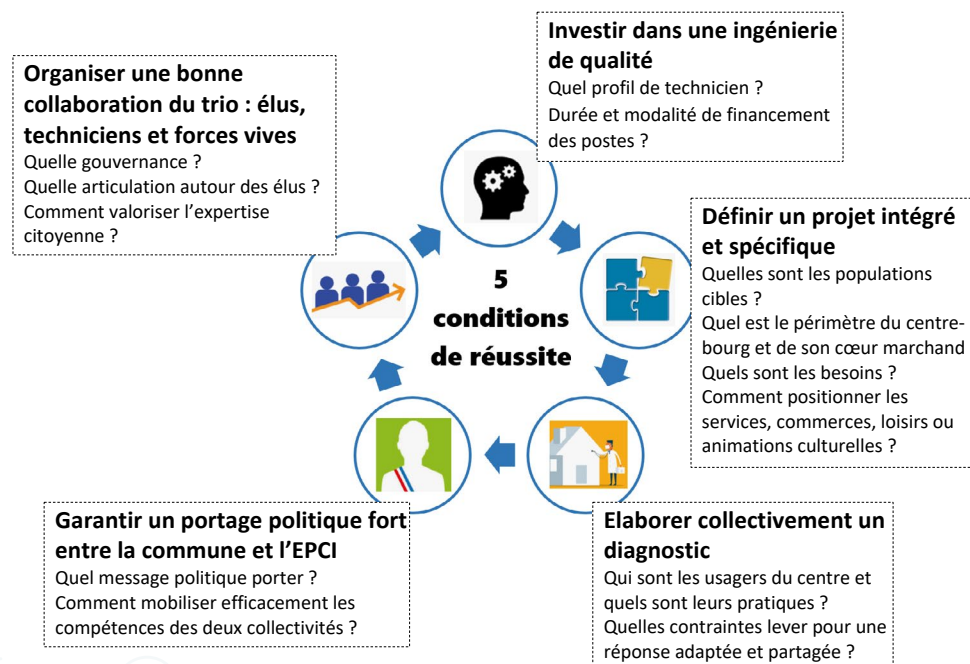 Investir dans une ingénierie
de qualité
Quel profil de technicien ?
Durée et modalité de financement
des postes ?
Organiser une bonne
collaboration du trio : élus,
techniciens et forces vives
Quelle gouvernance ?
Quelle articulation autour des élus ?
Comment valoriser l’expertise
citoyenne ?
Définir un projet intégré
et spécifique
Quelles sont les populations
cibles ?
Quel est le périmètre du centre-
bourg et de son cœur marchand
Quels sont les besoins ?
Comment positionner les
services, commerces, loisirs ou
animations culturelles ?
5
conditions
de réussite
Garantir un portage politique fort
entre la commune et l’EPCI
Quel message politique porter ?
Comment mobiliser efficacement les
compétences des deux collectivités ?
Elaborer collectivement un
diagnostic
Qui sont les usagers du centre et
quels sont leurs pratiques ?
Quelles contraintes lever pour une
réponse adaptée et partagée ?